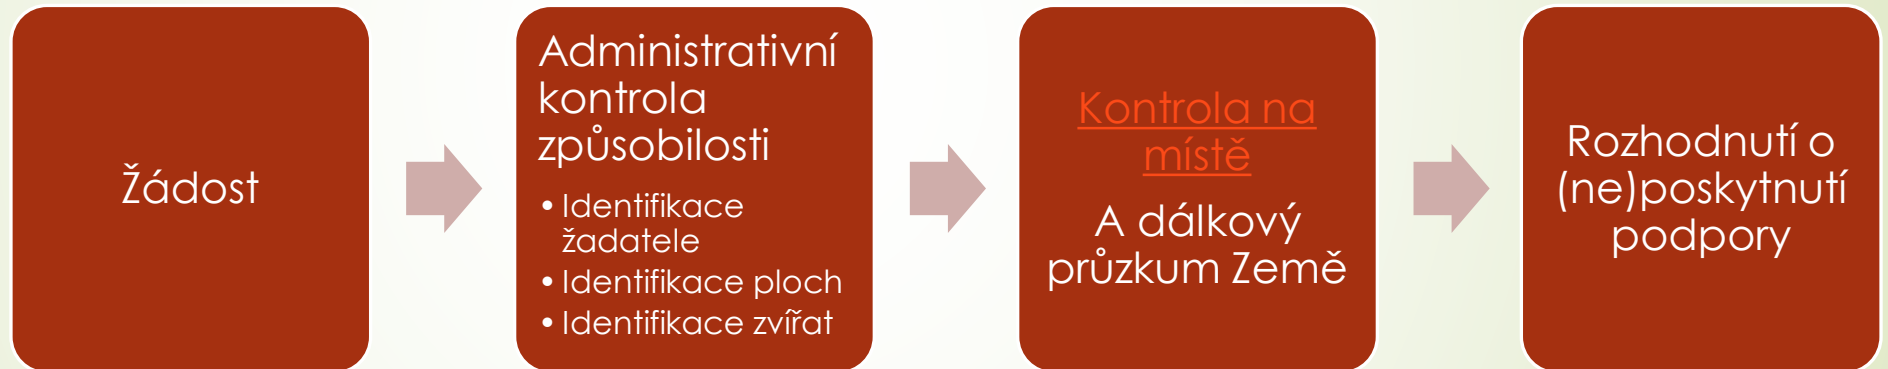 Žádost
Administrativní
kontrola
způsobilosti
• Identifikace
žadatele
• Identifikace ploch
• Identifikace zvířat
Kontrola na
místě
A dálkový
průzkum Země
Rozhodnutí o
(ne)poskytnutí
podpory